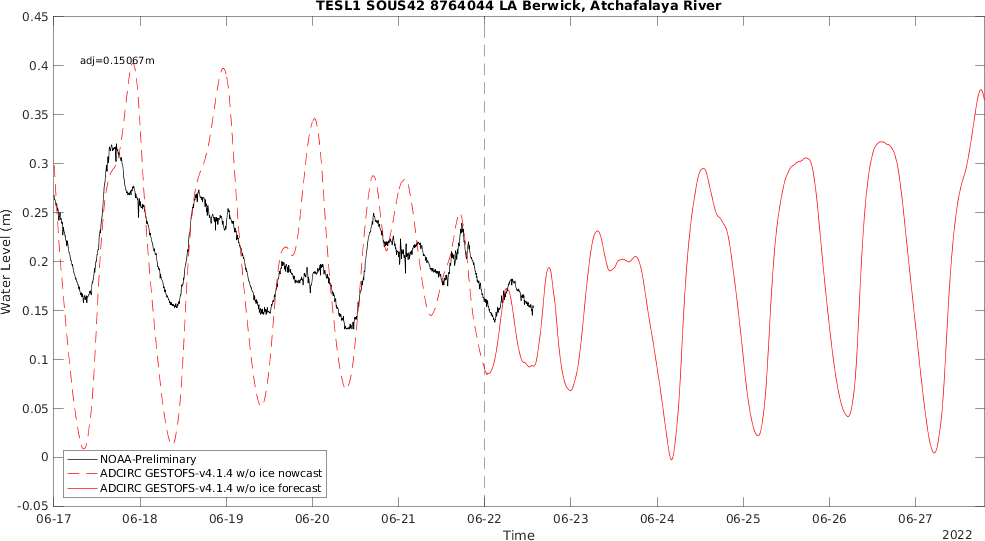 TESL1 SOUS42 8764044 LA Berwick, Atchafalaya River
adj=0.15067m
Water Level (m)
0.45
0.4
0.35
0.3
0.25
0.2
0.15
0.1
0.05
0
-0.05
NOAA-Preliminary
ADCIRC GESTOFS-v4.1.4 w/o ice nowcast
ADCIRC GESTOFS-v4.1.4 w/o ice forecast
06-17 06-18 06-19 06-20 06-21 06-22 06-23 06-24 06-25 06-26 06-27
Time
2022